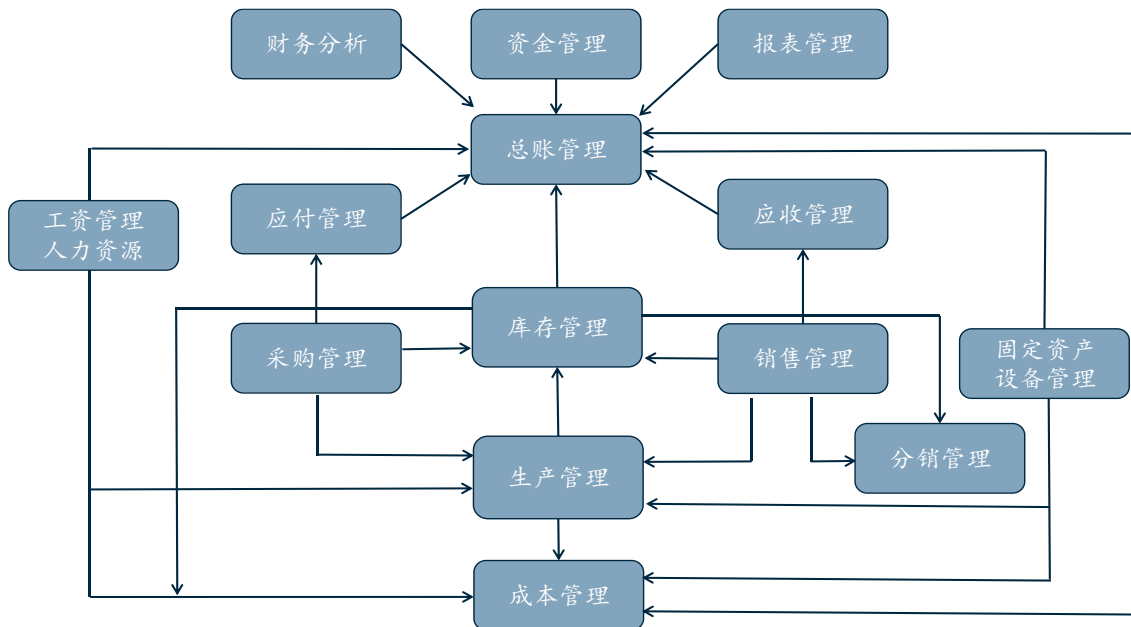 财务分析
资金管理
报表管理
总账管理
应付管理
应收管理
工资管理
人力资源
库存管理
采购管理
销售管理
固定资产
设备管理
分销管理
生产管理
成本管理